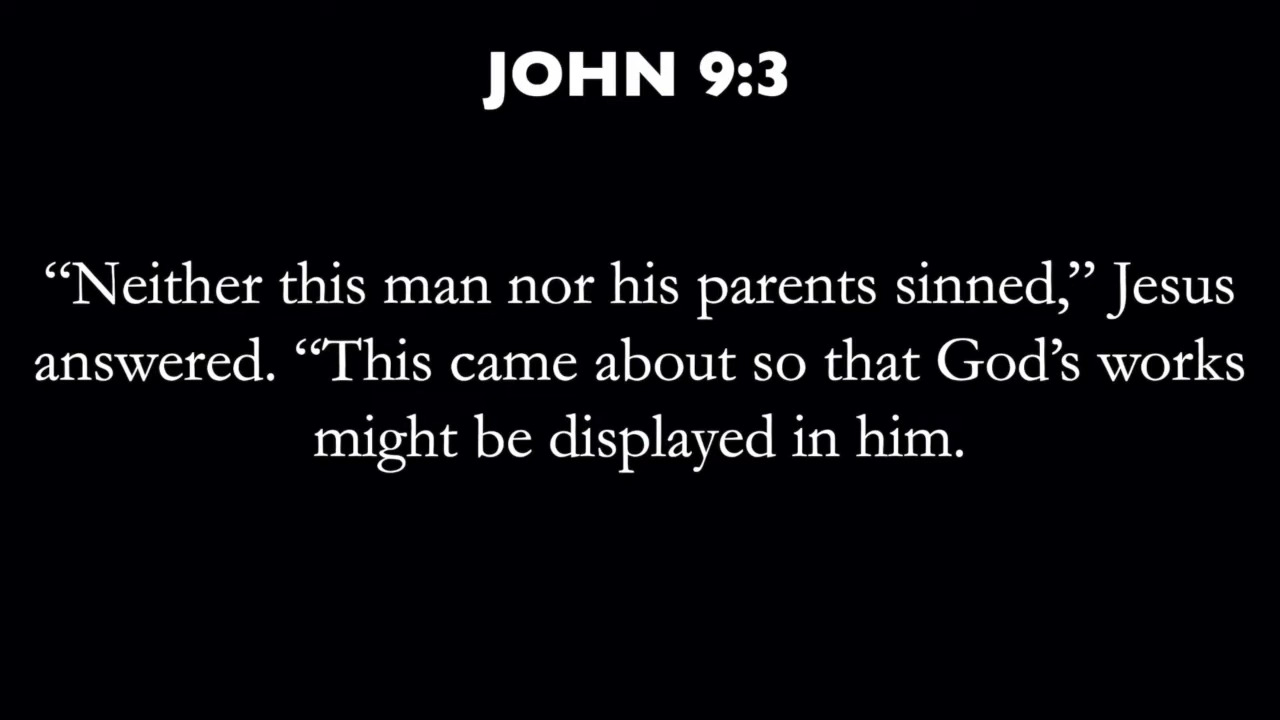 JOHN 9:3
“Neither this man nor his parents sinned,” Jesus
answered. “This came about so that God’s works
might be displayed in him.